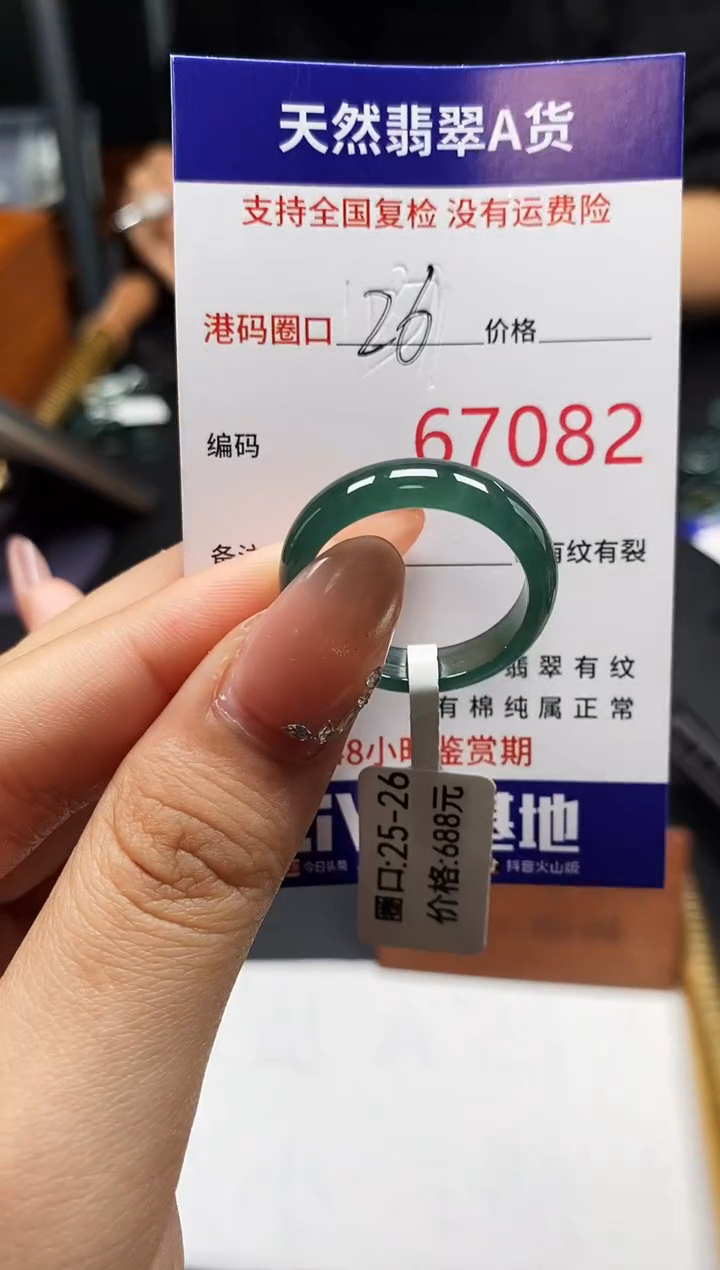 天然翡翠A货
支持全国复检 没有运费险
港码圈口 26 价格
编码 67082
备 有纹有裂
翡翠有纹
有棉纯属正常
48小时鉴赏期
基地
今日头条 抖音火山版
圈口:25-26
价格:688元